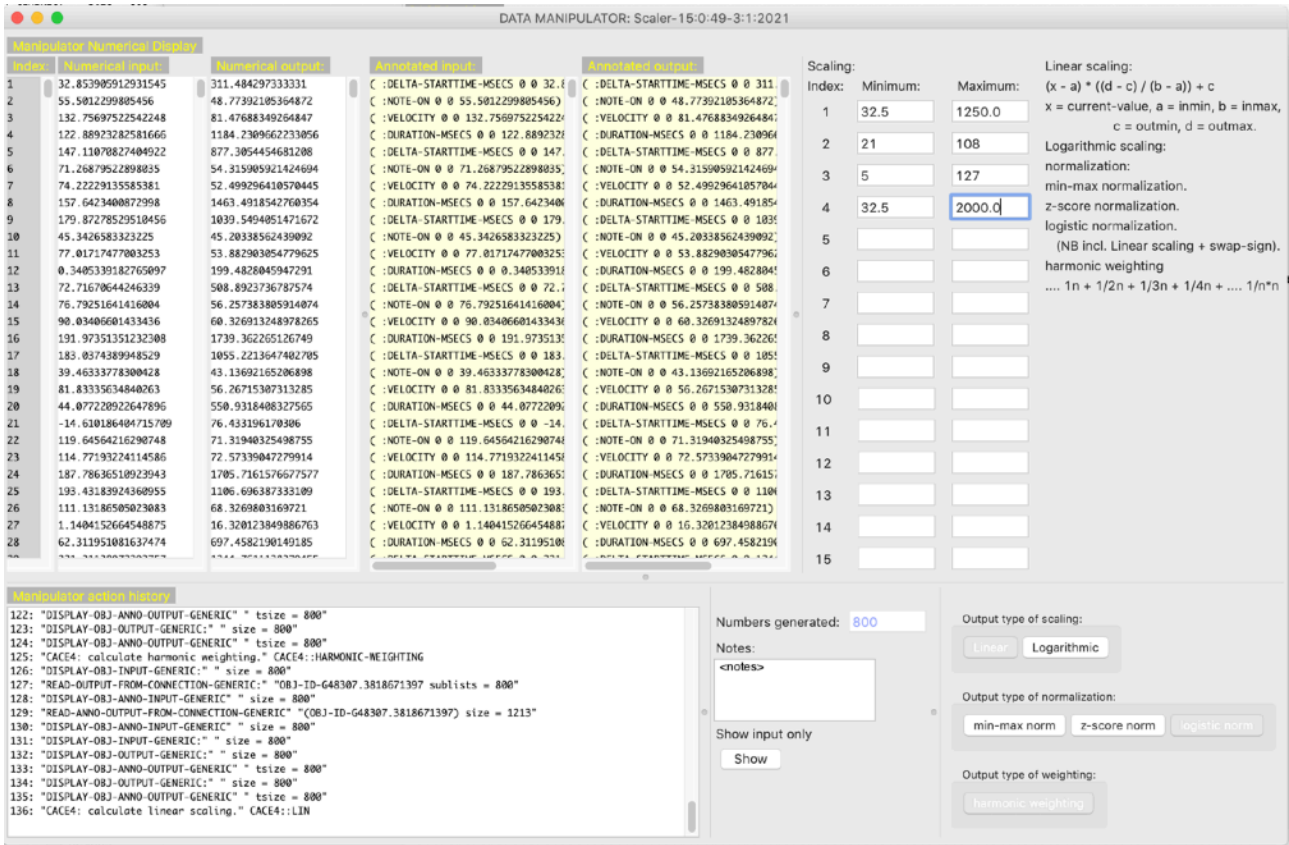 DATA MANIPULATOR: Scaler-15:0:49-3:1:2021
Manipulator Numerical Display
Index: Numerical input: Numerical output: Annotated input: Annotated output:
1 32.853905912931545 311.484297333331 ( :DELTA-STARTTIME-MSECS 0 0 32.8 ( :DELTA-STARTTIME-MSECS 0 0 311.
2 55.5012299805456 48.77392105364872 ( :NOTE-ON 0 0 55.5012299805456) ( :NOTE-ON 0 0 48.77392105364872)
3 132.75697522542248 81.47688349264847 ( :VELOCITY 0 0 132.7569752254224 ( :VELOCITY 0 0 81.47688349264847
4 122.88923282581666 1184.2309662233056 ( :DURATION-MSECS 0 0 122.8892328 ( :DURATION-MSECS 0 0 1184.230966
5 147.11070827404922 877.3054454681208 ( :DELTA-STARTTIME-MSECS 0 0 147. ( :DELTA-STARTTIME-MSECS 0 0 877.
6 71.26879522898035 54.315905921424694 ( :NOTE-ON 0 0 71.26879522898035) ( :NOTE-ON 0 0 54.315905921424694
7 74.22229135585381 52.499296410570445 ( :VELOCITY 0 0 74.22229135585381 ( :VELOCITY 0 0 52.49929641057044
8 157.6423400872998 1463.4918542760354 ( :DURATION-MSECS 0 0 157.642340 ( :DURATION-MSECS 0 0 1463.49185
9 179.87278529510456 1039.5494051471672 ( :DELTA-STARTTIME-MSECS 0 0 179. ( :DELTA-STARTTIME-MSECS 0 0 1039
10 45.3426583323225 45.20338562439092 ( :NOTE-ON 0 0 45.3426583323225) ( :NOTE-ON 0 0 45.20338562439092)
11 77.01717477003253 53.882903054779625 ( :VELOCITY 0 0 77.01717477003253 ( :VELOCITY 0 0 53.88290305477962
12 0.3405339182765097 199.4828045947291 ( :DURATION-MSECS 0 0 0.34053391 ( :DURATION-MSECS 0 0 199.482804
13 72.71670644246339 508.8923736787574 ( :DELTA-STARTTIME-MSECS 0 0 72.7 ( :DELTA-STARTTIME-MSECS 0 0 508.
14 76.79251641416004 56.257383805914074 ( :NOTE-ON 0 0 76.79251641416004) ( :NOTE-ON 0 0 56.257383805914074
15 90.03406601433436 60.326913248978265 ( :VELOCITY 0 0 90.03406601433436 ( :VELOCITY 0 0 60.32691324897826
16 191.97351351232308 1739.362265126749 ( :DURATION-MSECS 0 0 191.973513 ( :DURATION-MSECS 0 0 1739.36226
17 183.0374389948529 1055.2213647402705 ( :DELTA-STARTTIME-MSECS 0 0 183. ( :DELTA-STARTTIME-MSECS 0 0 1055
18 39.46333778300428 43.13692165206898 ( :NOTE-ON 0 0 39.46333778300428) ( :NOTE-ON 0 0 43.13692165206898)
19 81.83335634840263 56.26715307313285 ( :VELOCITY 0 0 81.83335634840263 ( :VELOCITY 0 0 56.26715307313285
20 44.077220922647896 550.9318408327565 ( :DURATION-MSECS 0 0 44.0772209 ( :DURATION-MSECS 0 0 550.931840
21 -14.610186404715709 76.433196170306 ( :DELTA-STARTTIME-MSECS 0 0 -14. ( :DELTA-STARTTIME-MSECS 0 0 76.4
22 119.64564216290748 71.31940325498755 ( :NOTE-ON 0 0 119.64564216290748 ( :NOTE-ON 0 0 71.31940325498755)
23 114.77193224114586 72.57339047279914 ( :VELOCITY 0 0 114.7719322411458 ( :VELOCITY 0 0 72.57339047279914
24 187.78636510923943 1705.7161576677577 ( :DURATION-MSECS 0 0 187.786365 ( :DURATION-MSECS 0 0 1705.71615
25 193.43183924360955 1106.696387333109 ( :DELTA-STARTTIME-MSECS 0 0 193. ( :DELTA-STARTTIME-MSECS 0 0 1106
26 111.13186505023083 68.3269803169721 ( :NOTE-ON 0 0 111.13186505023083 ( :NOTE-ON 0 0 68.3269803169721)
27 1.1404152664548875 16.320123849886763 ( :VELOCITY 0 0 1.140415266454887 ( :VELOCITY 0 0 16.32012384988676
28 62.311951081637474 697.4582190149185 ( :DURATION-MSECS 0 0 62.3119510 ( :DURATION-MSECS 0 0 697.458219
Scaling:
Index: Minimum: Maximum:
1 32.5 1250.0
2 21 108
3 5 127
4 32.5 2000.0
5
6
7
8
9
10
11
12
13
14
15
Linear scaling:
(x - a) * ((d - c) / (b - a)) + c
x = current-value, a = inmin, b = inmax,
c = outmin, d = outmax.
Logarithmic scaling:
normalization:
min-max normalization.
z-score normalization.
logistic normalization.
(NB incl. Linear scaling + swap-sign).
harmonic weighting
.... 1n + 1/2n + 1/3n + 1/4n + .... 1/n*n
Manipulator action history
122: "DISPLAY-OBJ-ANNO-OUTPUT-GENERIC" " tsize = 800"
123: "DISPLAY-OBJ-OUTPUT-GENERIC:" " size = 800"
124: "DISPLAY-OBJ-ANNO-OUTPUT-GENERIC" " tsize = 800"
125: "CACE4: calculate harmonic weighting." CACE4::HARMONIC-WEIGHTING
126: "DISPLAY-OBJ-INPUT-GENERIC:" " size = 800"
127: "READ-OUTPUT-FROM-CONNECTION-GENERIC:" "OBJ-ID-G48307.3818671397 sublists = 800"
128: "DISPLAY-OBJ-ANNO-INPUT-GENERIC" " size = 800"
129: "READ-ANNO-OUTPUT-FROM-CONNECTION-GENERIC" "(OBJ-ID-G48307.3818671397) size = 1213"
130: "DISPLAY-OBJ-ANNO-INPUT-GENERIC" " size = 800"
131: "DISPLAY-OBJ-INPUT-GENERIC:" " size = 800"
132: "DISPLAY-OBJ-OUTPUT-GENERIC:" " size = 800"
133: "DISPLAY-OBJ-ANNO-OUTPUT-GENERIC" " tsize = 800"
134: "DISPLAY-OBJ-OUTPUT-GENERIC:" " size = 800"
135: "DISPLAY-OBJ-ANNO-OUTPUT-GENERIC" " tsize = 800"
136: "CACE4: calculate linear scaling." CACE4::LIN
Numbers generated: 800
Notes:
<notes>
Show input only
Show
Output type of scaling:
Linear Logarithmic
Output type of normalization:
min-max norm z-score norm logistic norm
Output type of weighting:
harmonic weighting